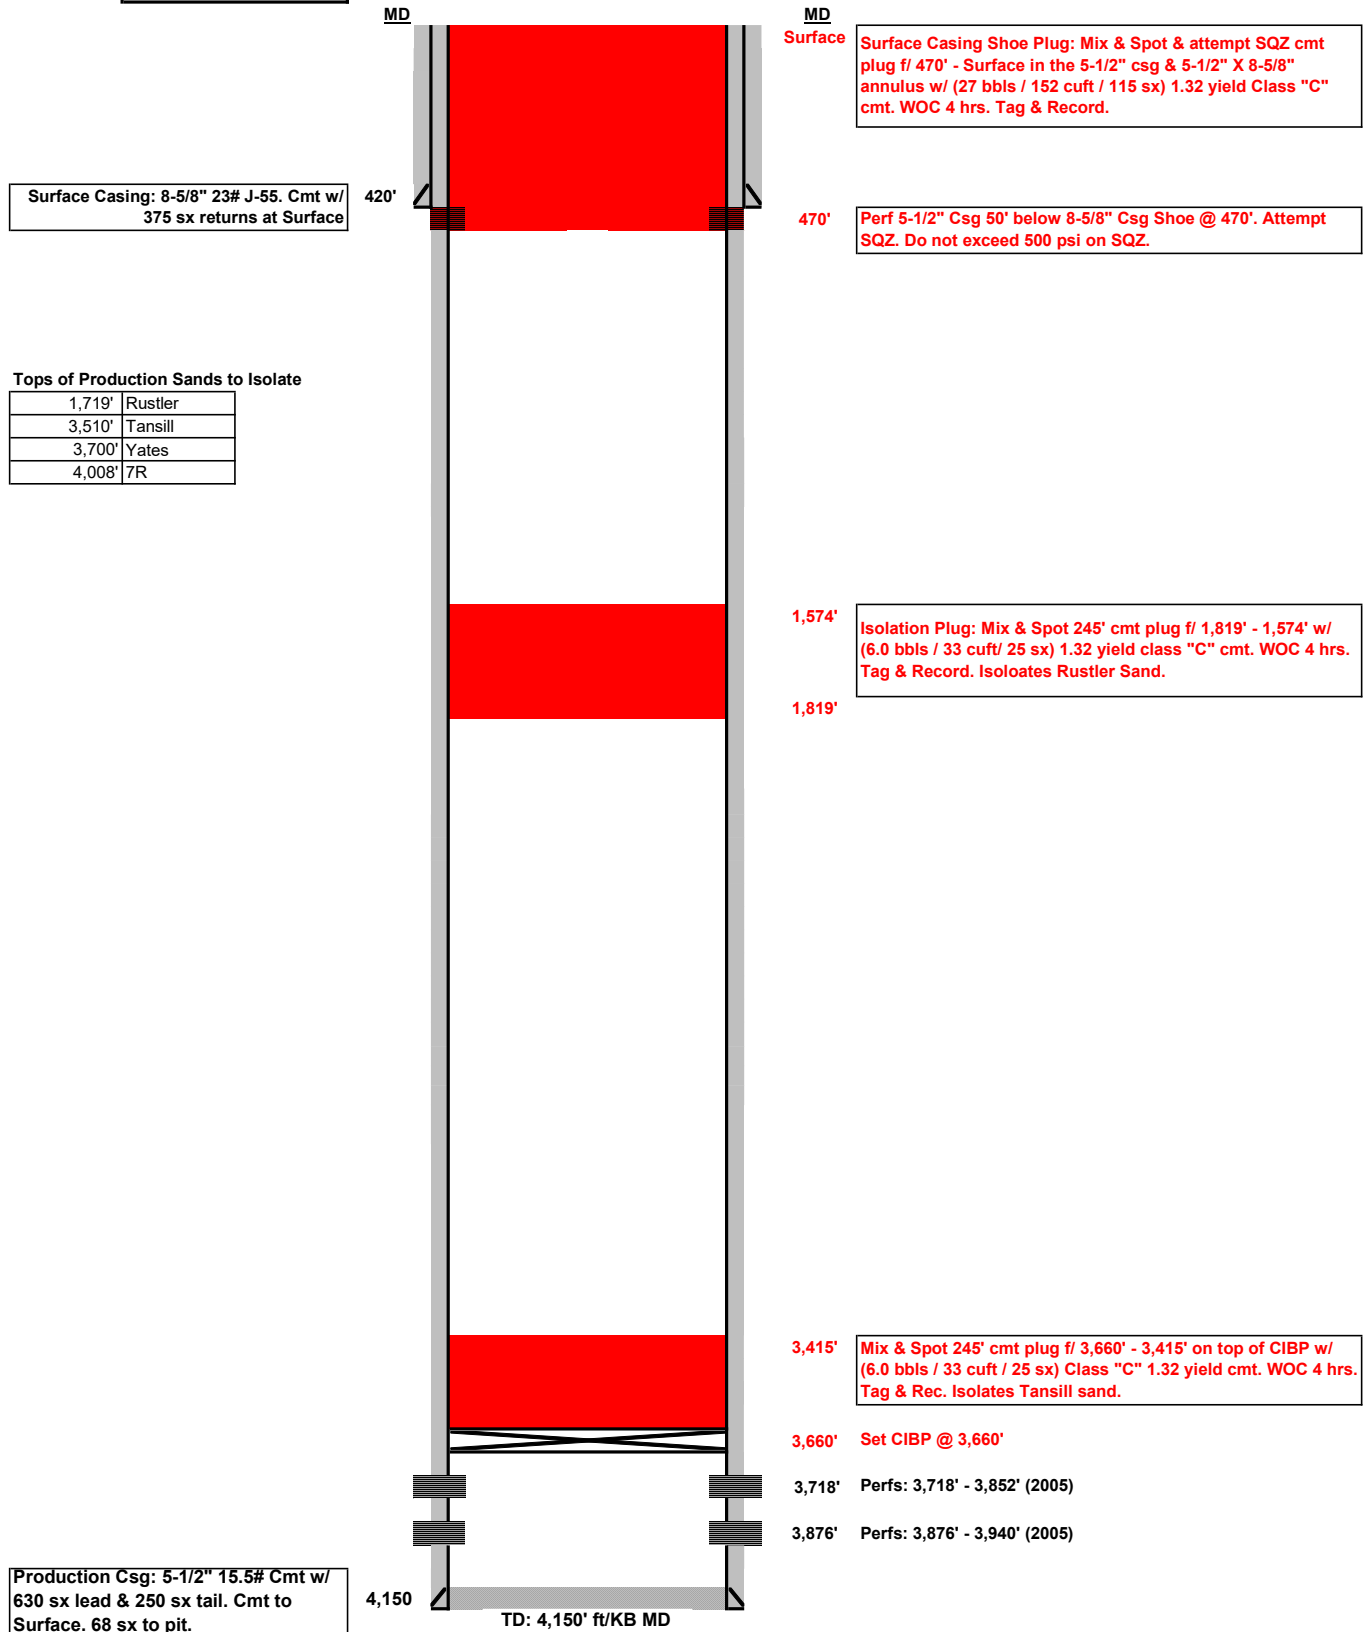 MD
MD
Surface
Surface Casing Shoe Plug: Mix & Spot & attempt SQZ cmt
plug f/ 470' - Surface in the 5-1/2" csg & 5-1/2" X 8-5/8"
annulus w/ (27 bbls / 152 cuft / 115 sx) 1.32 yield Class "C"
cmt. WOC 4 hrs. Tag & Record.
Surface Casing: 8-5/8" 23# J-55. Cmt w/
375 sx returns at Surface
420'
470'
Perf 5-1/2" Csg 50' below 8-5/8" Csg Shoe @ 470'. Attempt
SQZ. Do not exceed 500 psi on SQZ.
Tops of Production Sands to Isolate
1,719' Rustler
3,510' Tansill
3,700' Yates
4,008' 7R
1,574'
Isolation Plug: Mix & Spot 245' cmt plug f/ 1,819' - 1,574' w/
(6.0 bbls / 33 cuft/ 25 sx) 1.32 yield class "C" cmt. WOC 4 hrs.
Tag & Record. Isoloates Rustler Sand.
1,819'
3,415'
Mix & Spot 245' cmt plug f/ 3,660' - 3,415' on top of CIBP w/
(6.0 bbls / 33 cuft / 25 sx) Class "C" 1.32 yield cmt. WOC 4 hrs.
Tag & Rec. Isolates Tansill sand.
3,660' Set CIBP @ 3,660'
3,718' Perfs: 3,718' - 3,852' (2005)
3,876' Perfs: 3,876' - 3,940' (2005)
Production Csg: 5-1/2" 15.5# Cmt w/
630 sx lead & 250 sx tail. Cmt to
Surface. 68 sx to pit.
4,150
TD: 4,150' ft/KB MD